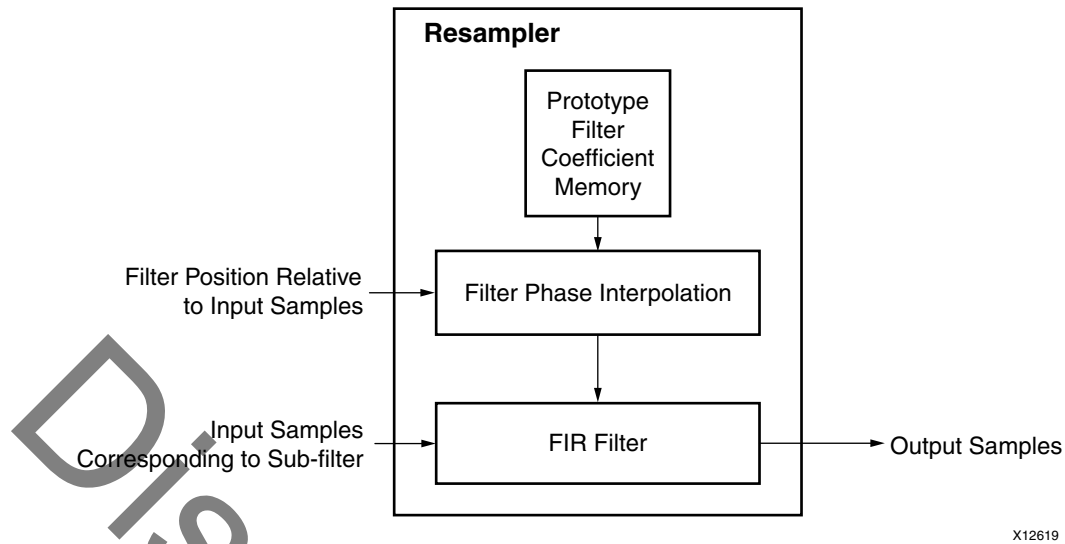 Resampler
Prototype
Filter
Coefficient
Memory
Filter Position Relative
to Input Samples
Filter Phase Interpolation
Input Samples
Corresponding to Sub-filter
FIR Filter
Output Samples
X12619
Dis